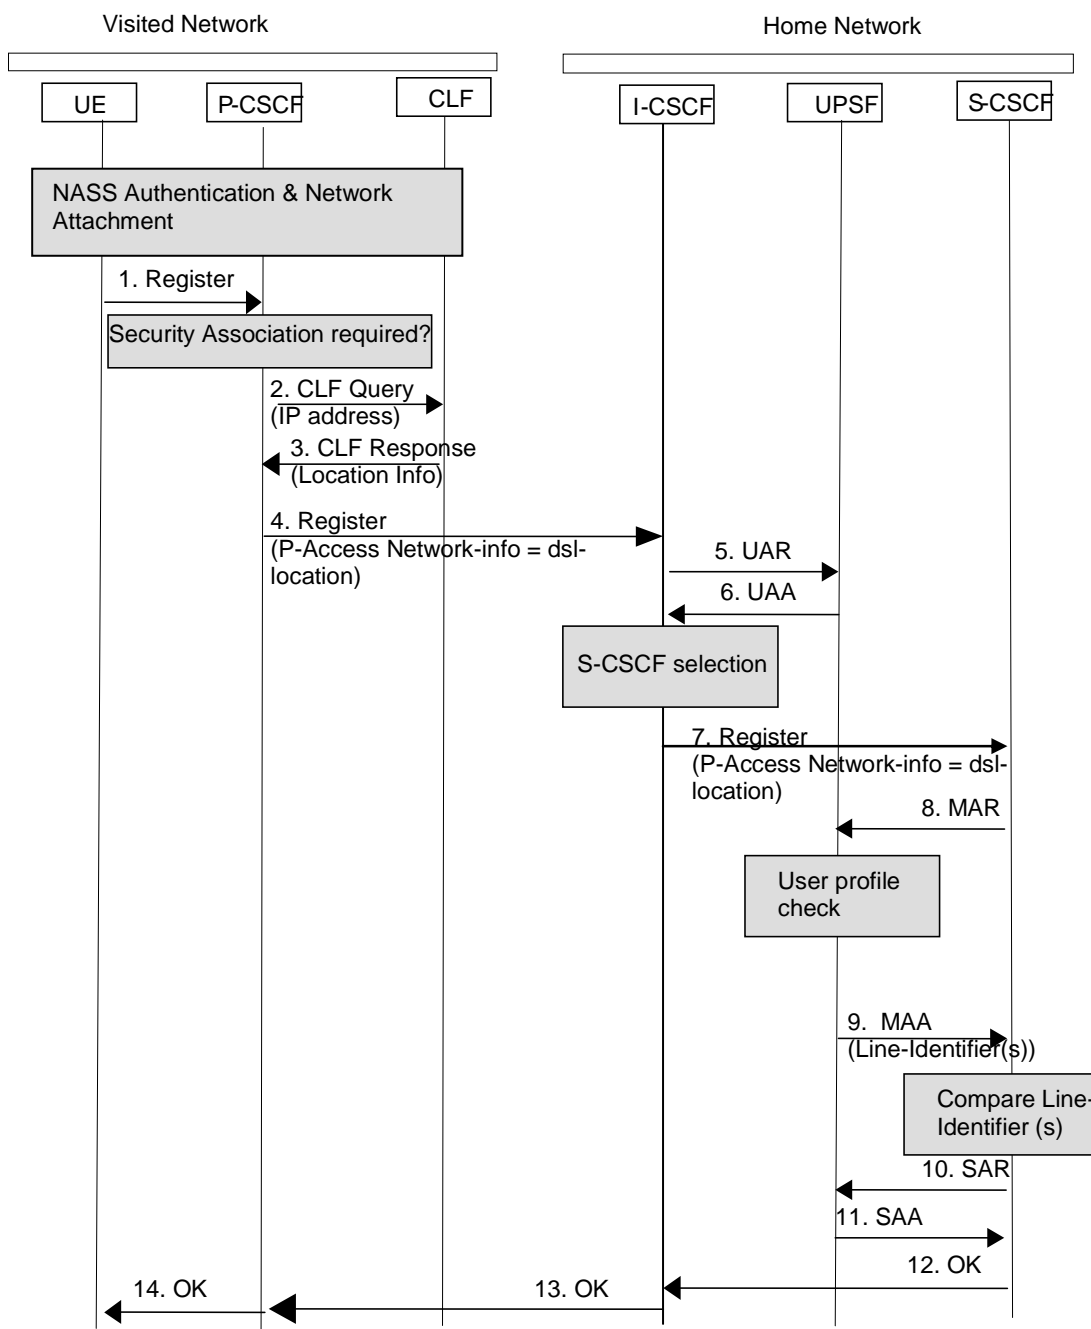 Visited Network
Home Network
UE
P-CSCF
CLF
I-CSCF
UPSF
S-CSCF
NASS Authentication & Network
Attachment
1. Register
Security Association required?
2. CLF Query
(IP address)
3. CLF Response
(Location Info)
4. Register
(P-Access Network-info = dsl-
location)
5. UAR
6. UAA
S-CSCF selection
7. Register
(P-Access Network-info = dsl-
location)
8. MAR
User profile
check
9. MAA
(Line-Identifier(s))
Compare Line-
Identifier (s)
10. SAR
11. SAA
12. OK
13. OK
14. OK